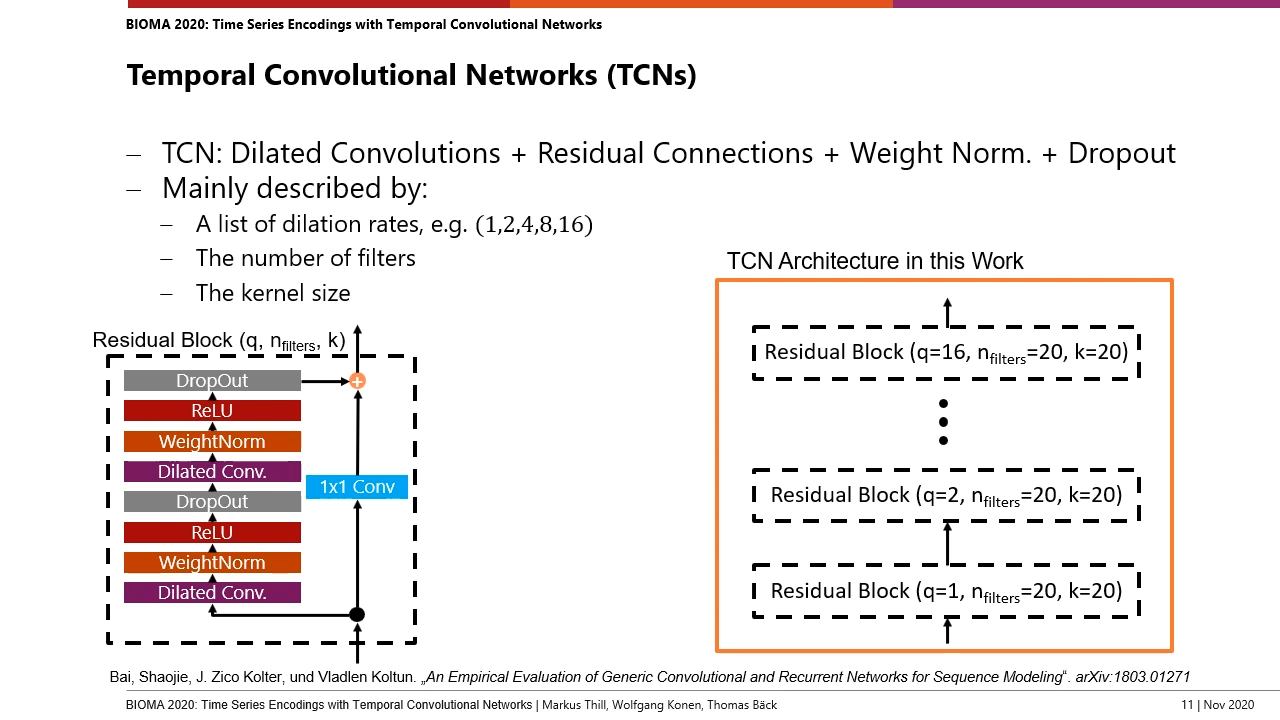 BIOMA 2020: Time Series Encodings with Temporal Convolutional Networks
Temporal Convolutional Networks (TCNs)
– TCN: Dilated Convolutions + Residual Connections + Weight Norm. + Dropout
– Mainly described by:
– A list of dilation rates, e.g. (1,2,4,8,16)
– The number of filters
– The kernel size
Residual Block (q, nfilters, k)
DropOut
+
ReLU
WeightNorm
Dilated Conv.
1x1 Conv
DropOut
ReLU
WeightNorm
Dilated Conv.
TCN Architecture in this Work
Residual Block (q=16, nfilters=20, k=20)
Residual Block (q=2, nfilters=20, k=20)
Residual Block (q=1, nfilters=20, k=20)
Bai, Shaojie, J. Zico Kolter, und Vladlen Koltun. „An Empirical Evaluation of Generic Convolutional and Recurrent Networks for Sequence Modeling“. arXiv:1803.01271
BIOMA 2020: Time Series Encodings with Temporal Convolutional Networks | Markus Thill, Wolfgang Konen, Thomas Bäck
11 | Nov 2020